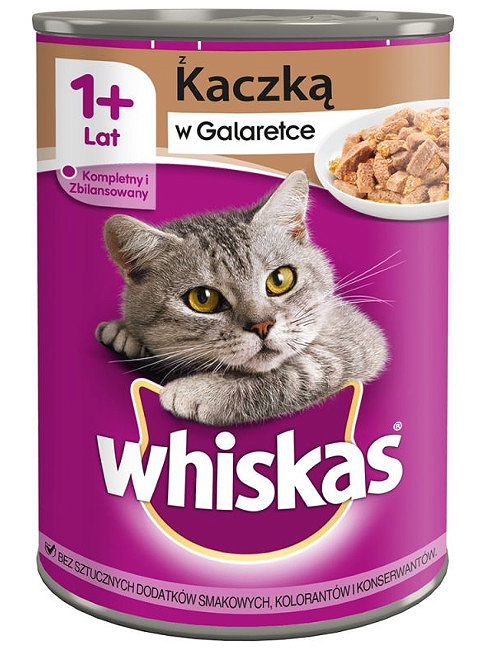 z
Kaczką
w Galaretce
1+
Lat
Kompletny i
Zbilansowany
whiskas®
BEZ SZTUCZNYCH DODATKÓW SMAKOWYCH, KOLORANTÓW I KONSERWANTÓW.